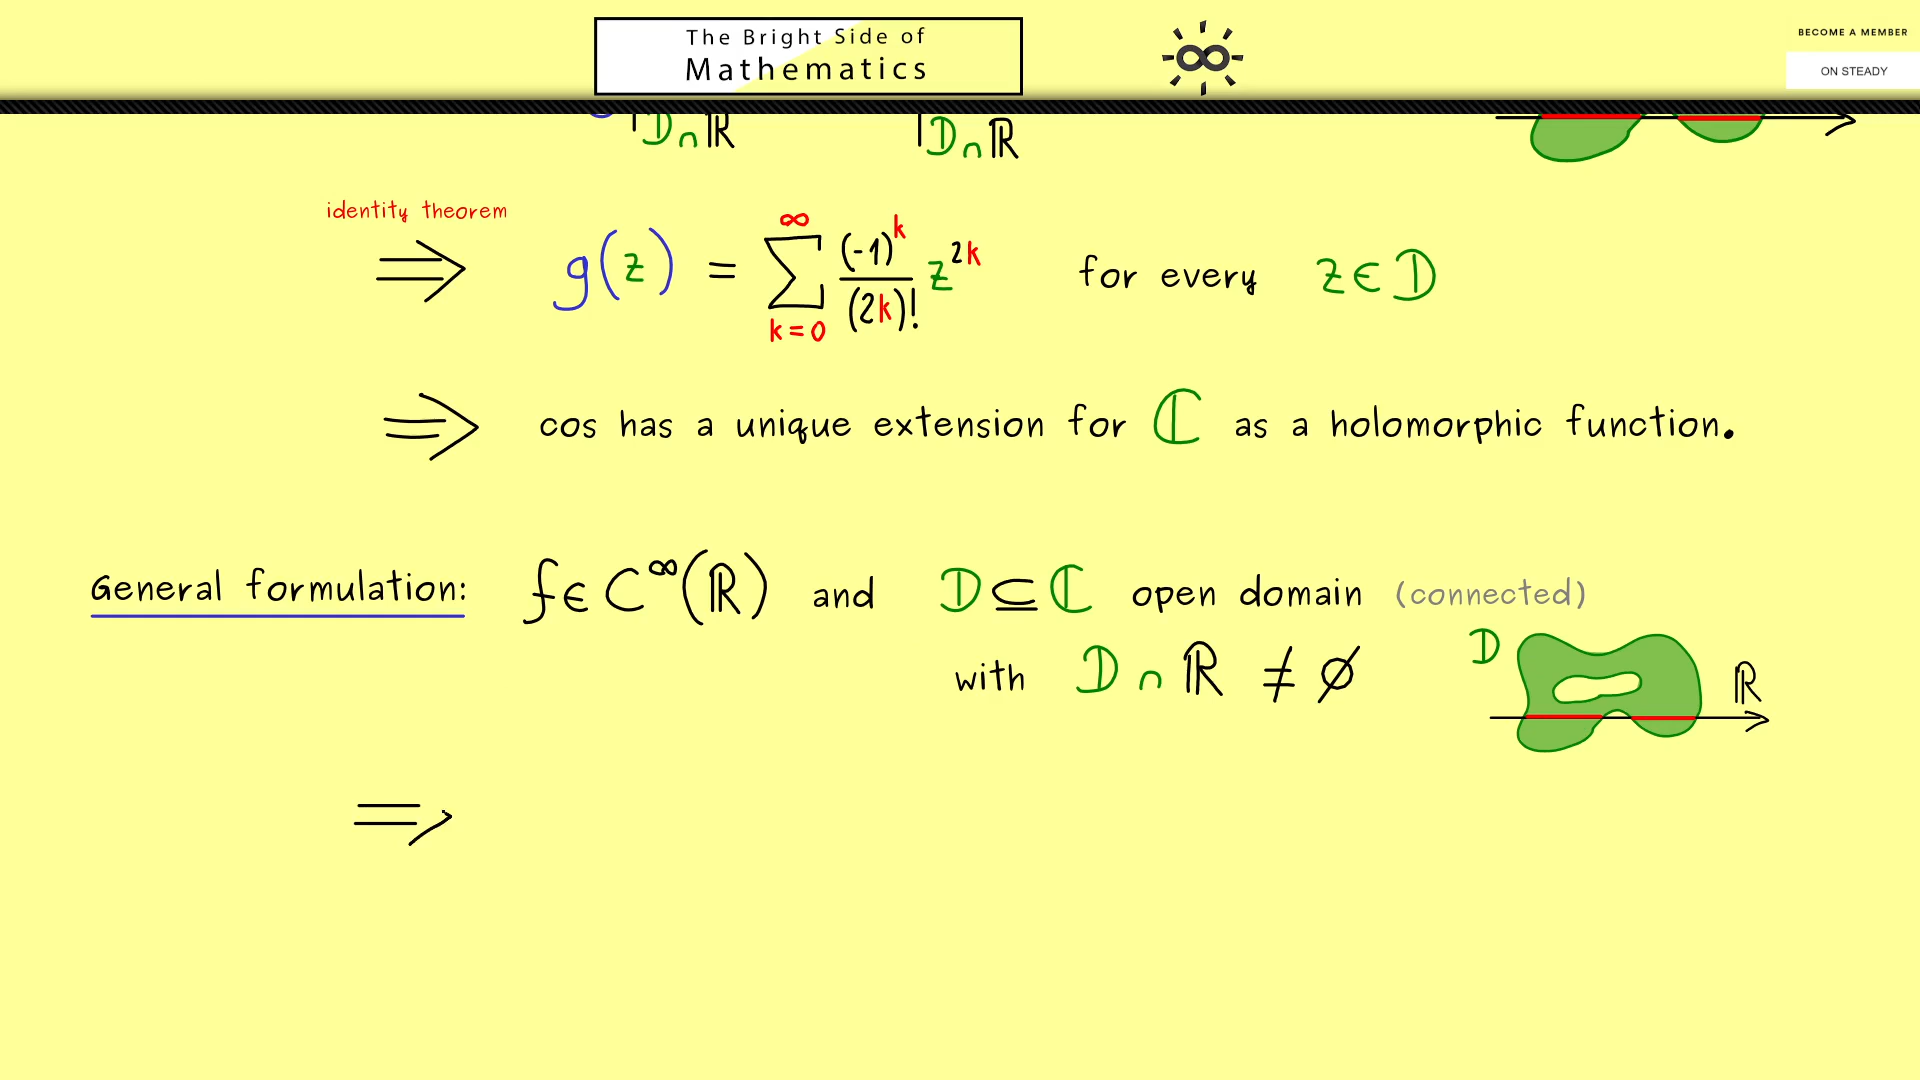 The Bright Side of
Mathematics
BECOME A MEMBER
ON STEADY
D∩ℝ D∩ℝ
identity theorem
⟹ g(z) = ∑_{k=0}^{∞} (-1)^k/(2k)! z^{2k} for every z∈D
⟹ cos has a unique extension for ℂ as a holomorphic function.
General formulation: f∈C^∞(ℝ) and D⊆ℂ open domain (connected)
with D∩ℝ ≠ ∅
D
ℝ
⟹